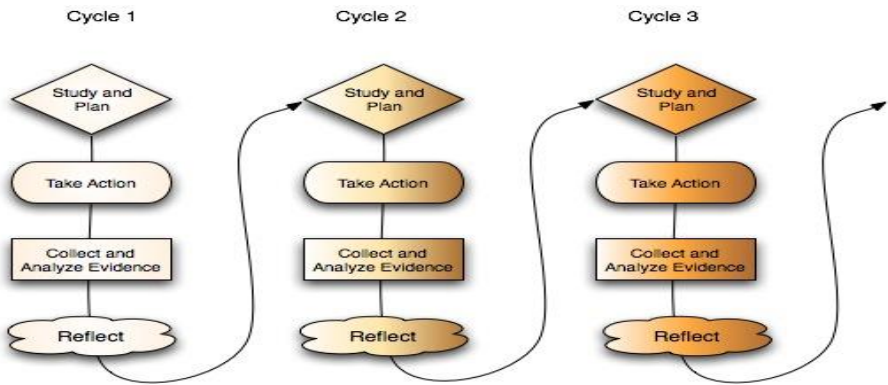 Cycle 1
Study and
Plan
Take Action
Collect and
Analyze Evidence
Reflect
Cycle 2
Study and
Plan
Take Action
Collect and
Analyze Evidence
Reflect
Cycle 3
Study and
Plan
Take Action
Collect and
Analyze Evidence
Reflect